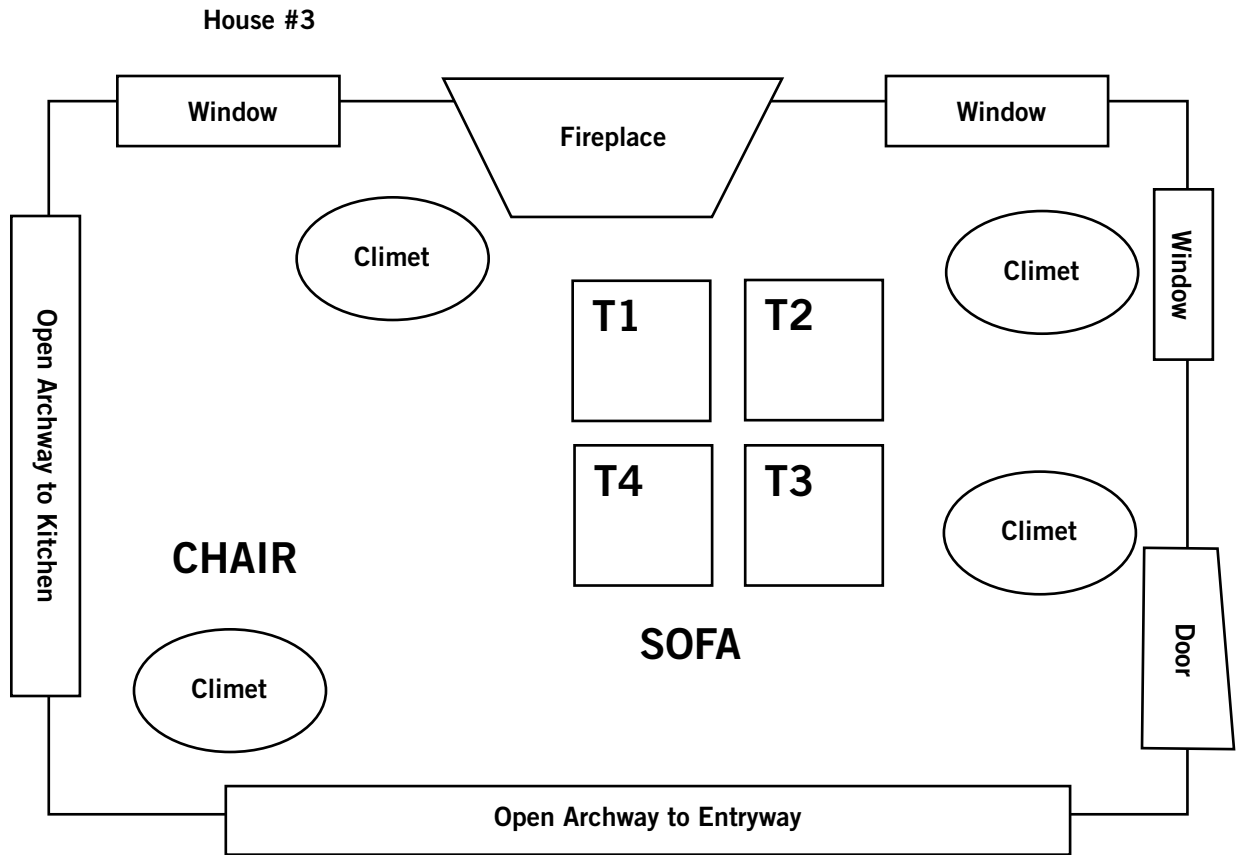 House #3
Window
Fireplace
Window
Climet
Climet
Window
T1
T2
Open Archway to Kitchen
T4
T3
Climet
CHAIR
SOFA
Door
Climet
Open Archway to Entryway